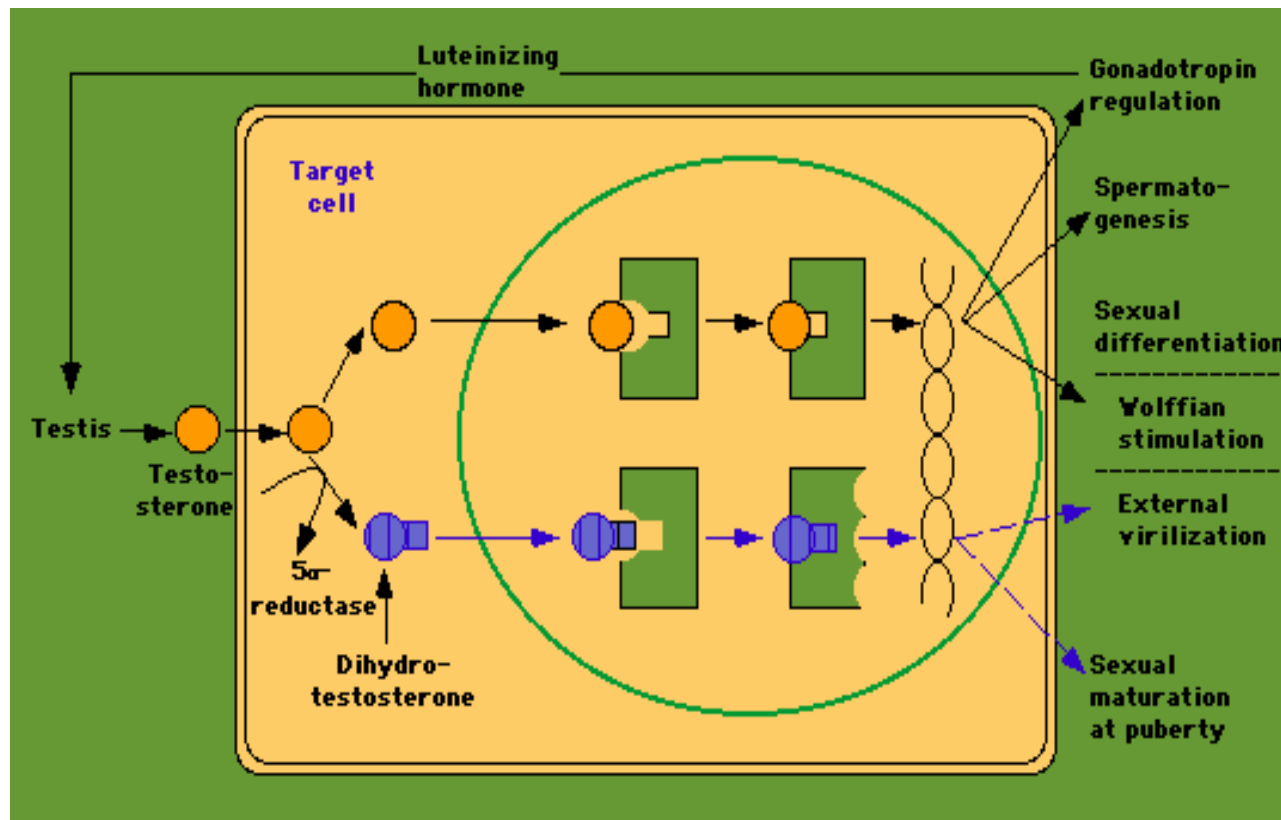 Luteinizing
hormone
Gonadotropin
regulation
Target
cell
Spermato-
genesis
Sexual
differentiation
-------------
Wolffian
stimulation
-------------
Testis
Testo-
sterone
External
virilization
5α-
reductase
Dihydro-
testosterone
Sexual
maturation
at puberty